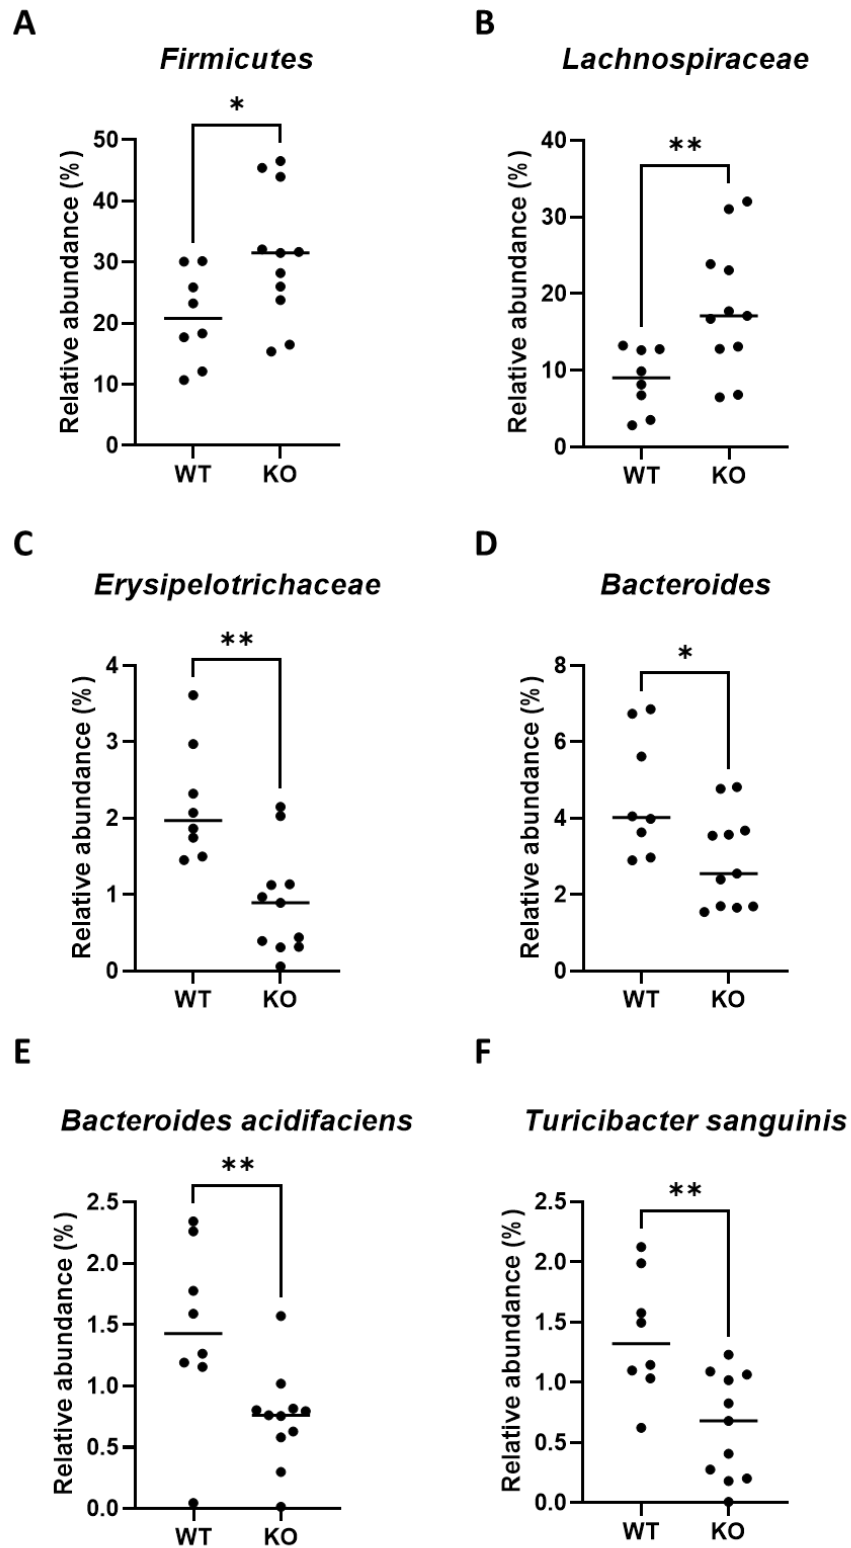 A
Firmicutes
*
50
40
30
20
10
0
Relative abundance (%)
WT KO
B
Lachnospiraceae
**
40
30
20
10
0
Relative abundance (%)
WT KO
C
Erysipelotrichaceae
**
4
3
2
1
0
Relative abundance (%)
WT KO
D
Bacteroides
*
8
6
4
2
0
Relative abundance (%)
WT KO
E
Bacteroides acidifaciens
**
2.5
2.0
1.5
1.0
0.5
0.0
Relative abundance (%)
WT KO
F
Turicibacter sanguinis
**
2.5
2.0
1.5
1.0
0.5
0.0
Relative abundance (%)
WT KO